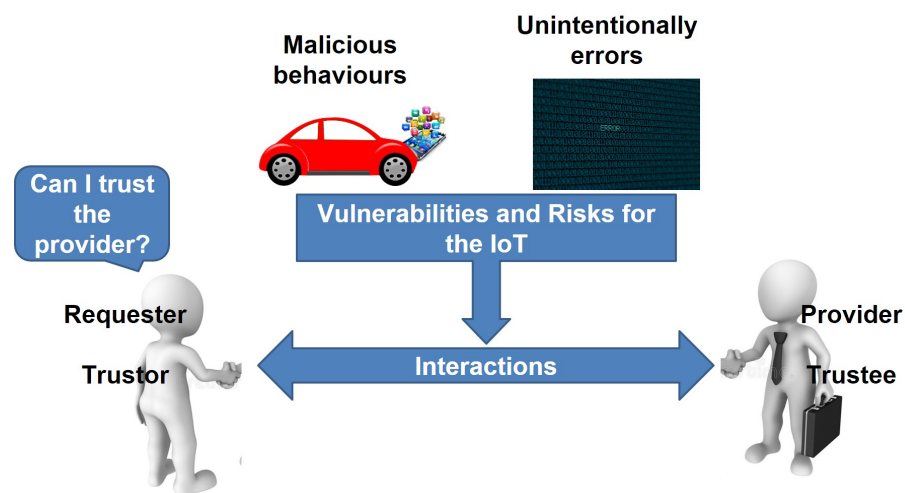 Malicious
behaviours
Unintentionally
errors
ERROR
Can I trust
the
provider?
Vulnerabilities and Risks for
the IoT
Requester
Trustor
Interactions
Provider
Trustee